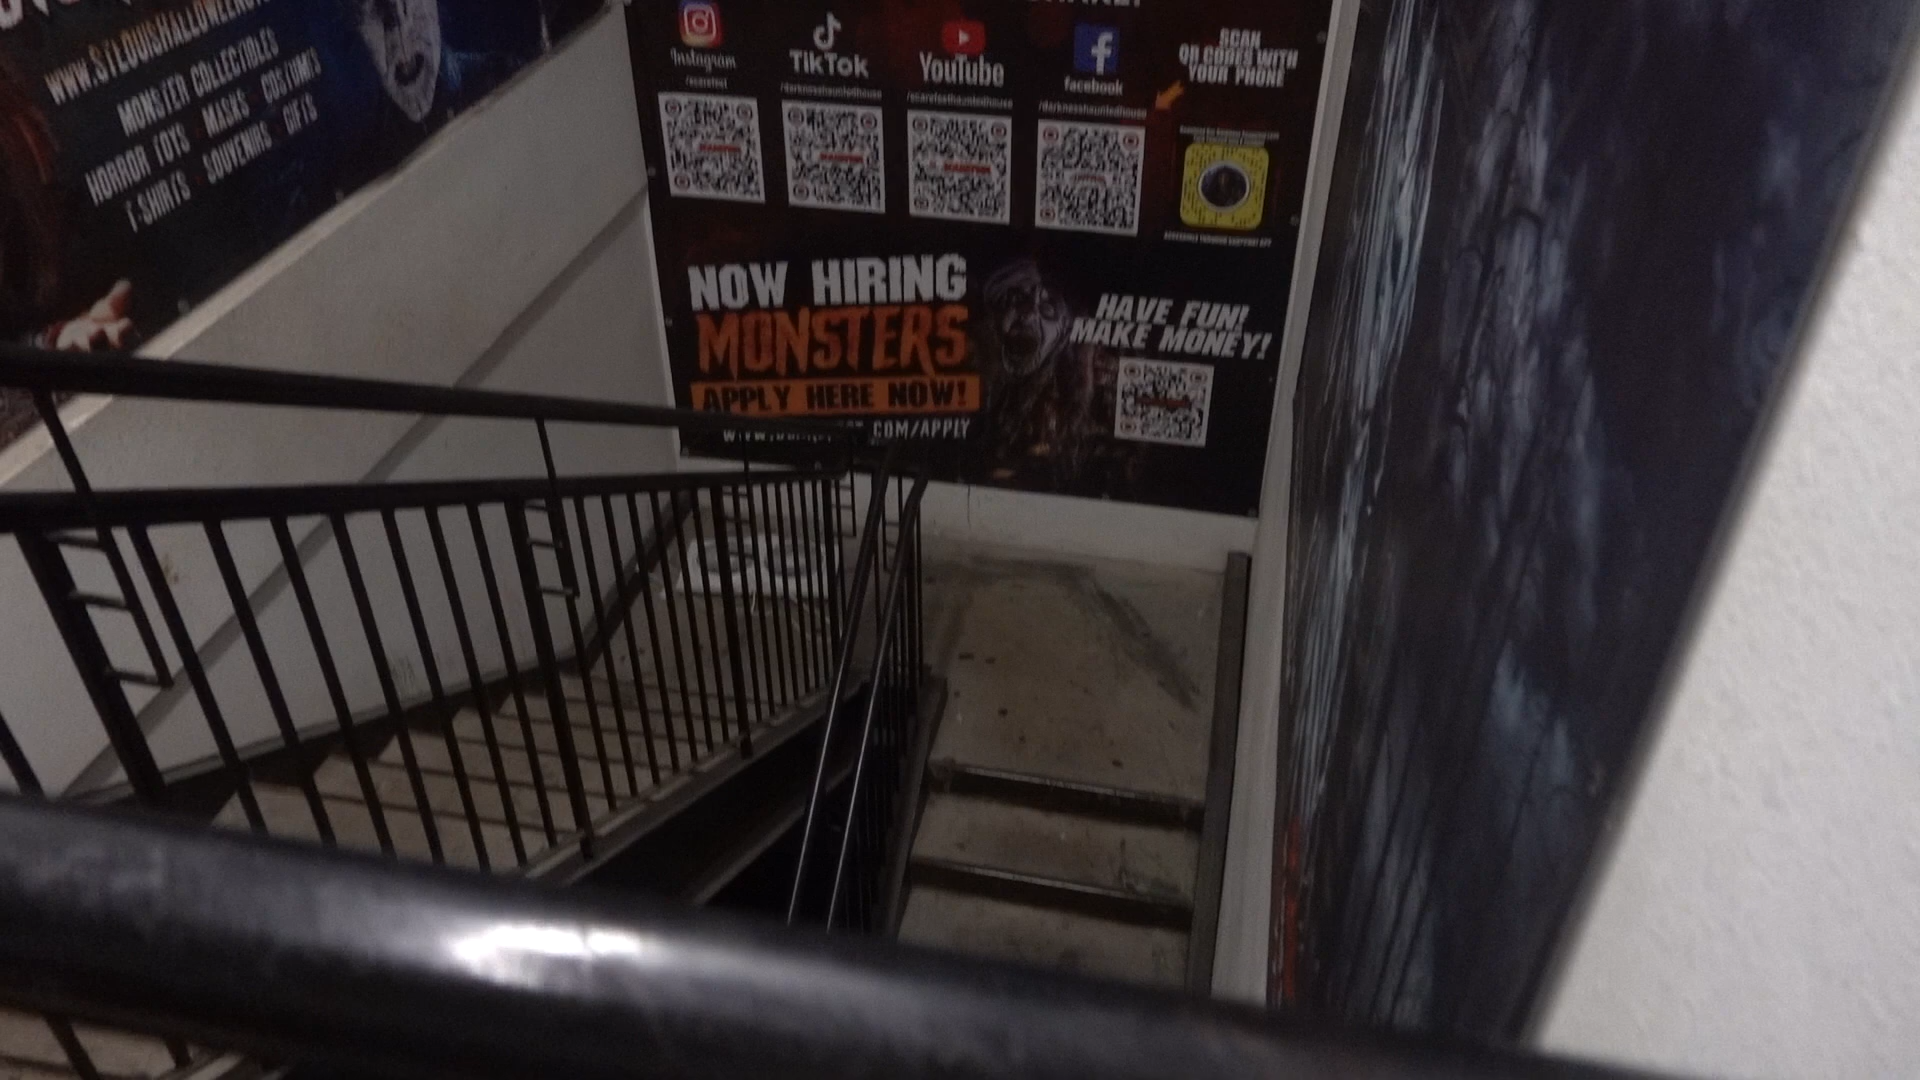 MONSTER COLLECTIBLES
HORROR TOYS MASKS COSTUMES
T-SHIRTS SOUVENIRS GIFTS
Instagram
TikTok
YouTube
facebook
SCAN
QR CODES WITH
YOUR PHONE
/scarefest
/darknesshauntedhouse
/scarefesthauntedhouse
/darknesshauntedhouse
NOW HIRING
MONSTERS
APPLY HERE NOW!
.COM/APPLY
HAVE FUN!
MAKE MONEY!